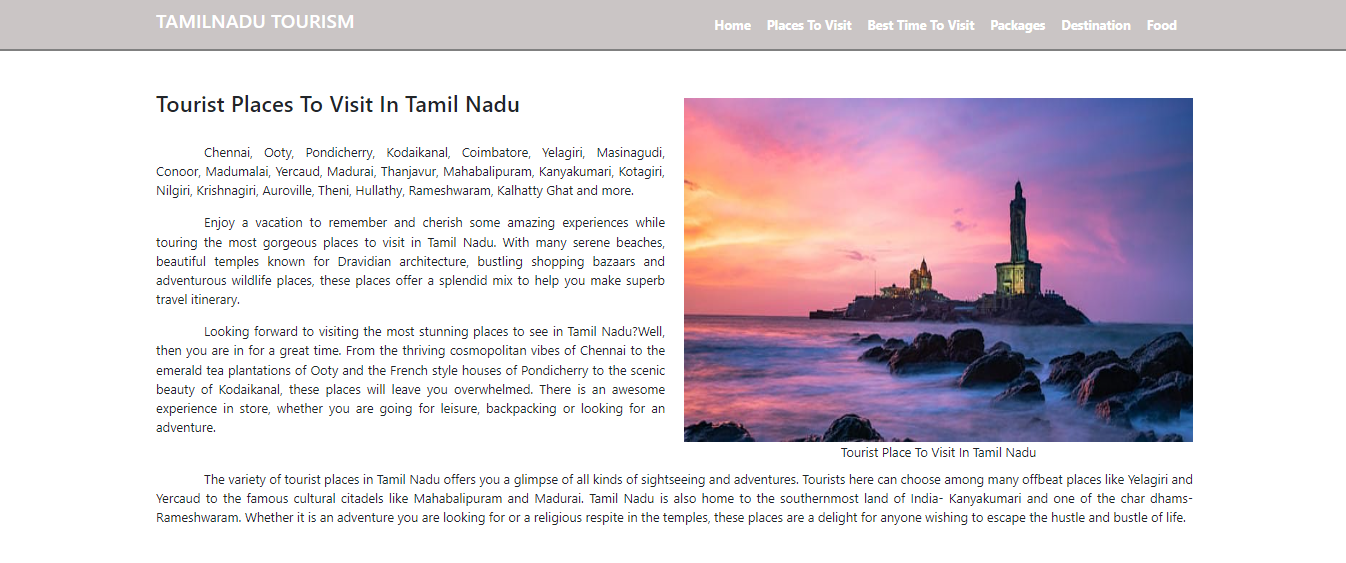 TAMILNADU TOURISM
Home Places To Visit Best Time To Visit Packages Destination Food
Tourist Places To Visit In Tamil Nadu
Chennai, Ooty, Pondicherry, Kodaikanal, Coimbatore, Yelagiri, Masinagudi,
Conoor, Madumalai, Yercaud, Madurai, Thanjavur, Mahabalipuram, Kanyakumari, Kotagiri,
Nilgiri, Krishnagiri, Auroville, Theni, Hullathy, Rameshwaram, Kalhatty Ghat and more.
Enjoy a vacation to remember and cherish some amazing experiences while
touring the most gorgeous places to visit in Tamil Nadu. With many serene beaches,
beautiful temples known for Dravidian architecture, bustling shopping bazaars and
adventurous wildlife places, these places offer a splendid mix to help you make superb
travel itinerary.
Looking forward to visiting the most stunning places to see in Tamil Nadu?Well,
then you are in for a great time. From the thriving cosmopolitan vibes of Chennai to the
emerald tea plantations of Ooty and the French style houses of Pondicherry to the scenic
beauty of Kodaikanal, these places will leave you overwhelmed. There is an awesome
experience in store, whether you are going for leisure, backpacking or looking for an
adventure.
Tourist Place To Visit In Tamil Nadu
The variety of tourist places in Tamil Nadu offers you a glimpse of all kinds of sightseeing and adventures. Tourists here can choose among many offbeat places like Yelagiri and
Yercaud to the famous cultural citadels like Mahabalipuram and Madurai. Tamil Nadu is also home to the southernmost land of India- Kanyakumari and one of the char dhams-
Rameshwaram. Whether it is an adventure you are looking for or a religious respite in the temples, these places are a delight for anyone wishing to escape the hustle and bustle of life.